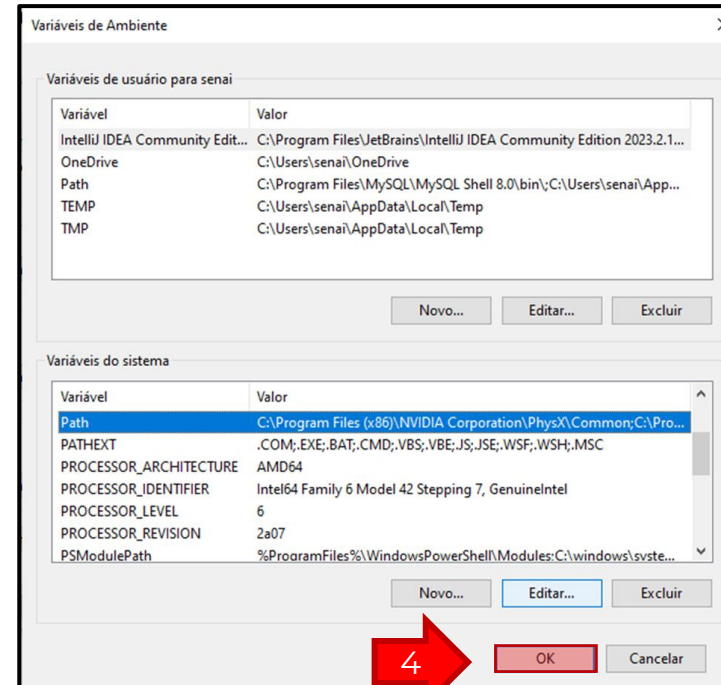 Variáveis de Ambiente
Variáveis de usuário para senai
Variável Valor
IntelliJ IDEA Community Edit... C:\Program Files\JetBrains\IntelliJ IDEA Community Edition 2023.2.1...
OneDrive C:\Users\senai\OneDrive
Path C:\Program Files\MySQL\MySQL Shell 8.0\bin\;C:\Users\senai\App...
TEMP C:\Users\senai\AppData\Local\Temp
TMP C:\Users\senai\AppData\Local\Temp
Novo... Editar... Excluir
Variáveis do sistema
Variável Valor
Path C:\Program Files (x86)\NVIDIA Corporation\PhysX\Common;C:\Pro...
PATHEXT .COM;.EXE;.BAT;.CMD;.VBS;.VBE;.JS;.JSE;.WSF;.WSH;.MSC
PROCESSOR_ARCHITECTURE AMD64
PROCESSOR_IDENTIFIER Intel64 Family 6 Model 42 Stepping 7, GenuineIntel
PROCESSOR_LEVEL 6
PROCESSOR_REVISION 2a07
PSModulePath %ProgramFiles%\WindowsPowerShell\Modules;C:\windows\syste...
Novo... Editar... Excluir
4 OK Cancelar